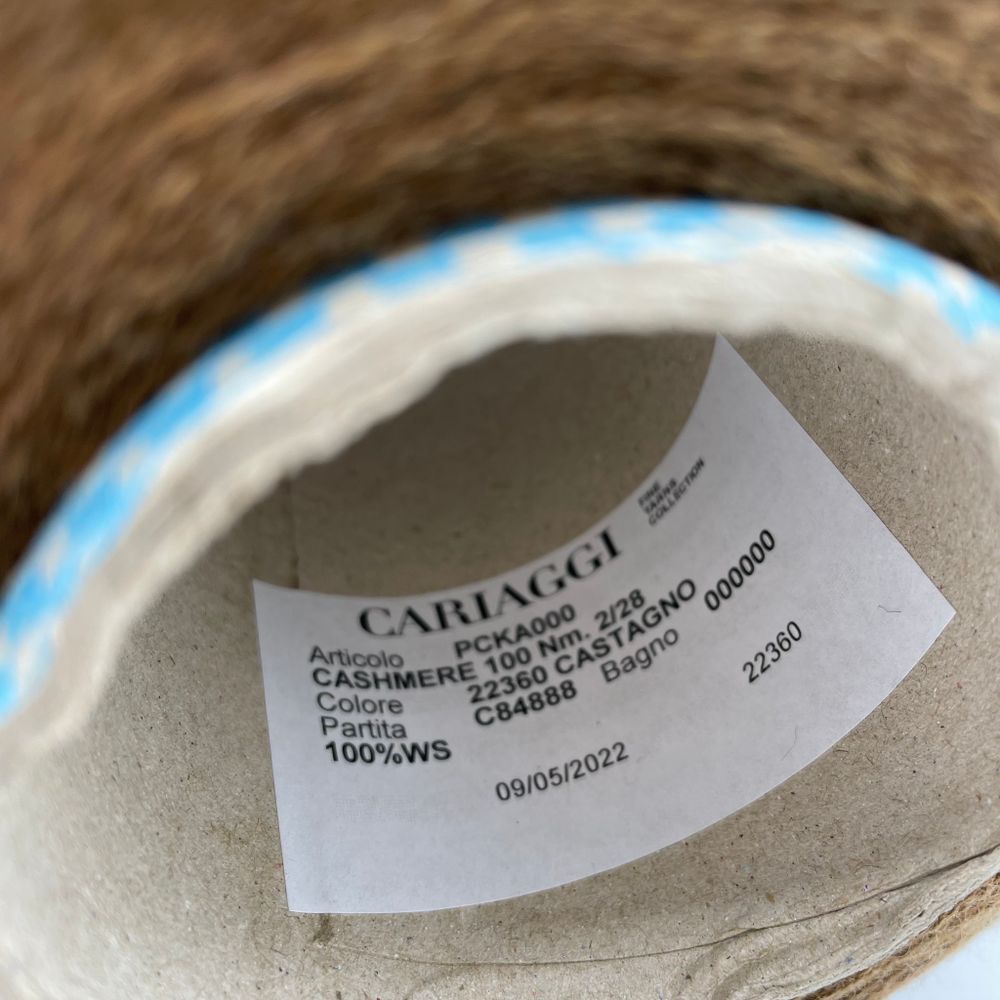 CARIAGGI
FINE
YARNS
COLLECTION
Articolo PCKA000
CASHMERE 100 Nm. 2/28
Colore 22360 CASTAGNO
Partita C84888 Bagno 000000
100%WS
22360
09/05/2022